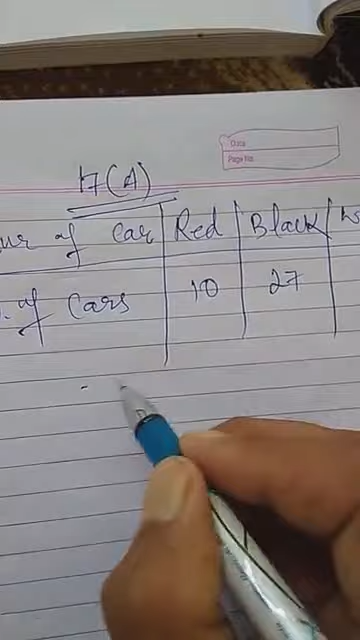 Date
Page No.
17(A)
ur of Car Red Black W
. of Cars 10 27